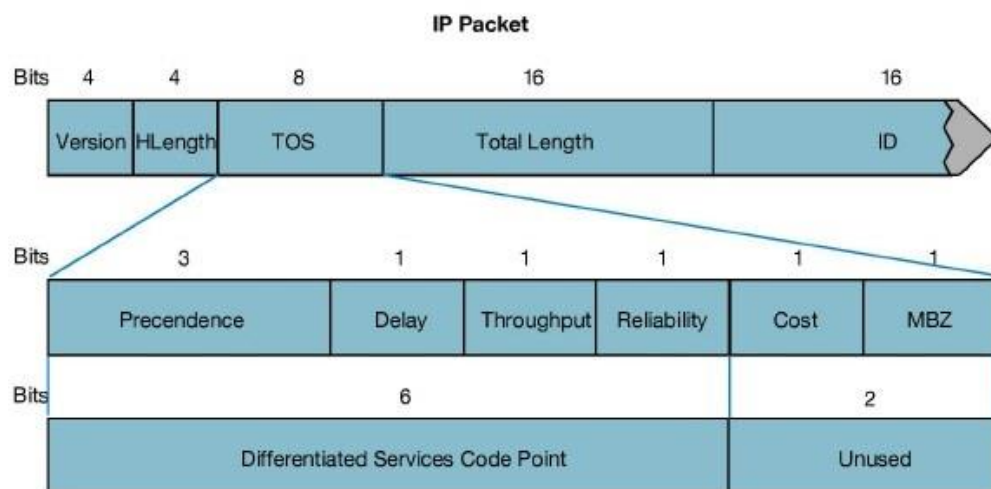 IP Packet
Bits 4 4 8 16 16
Version HLength TOS Total Length ID
Bits 3 1 1 1 1 1
Precendence Delay Throughput Reliability Cost MBZ
Bits 6 2
Differentiated Services Code Point Unused